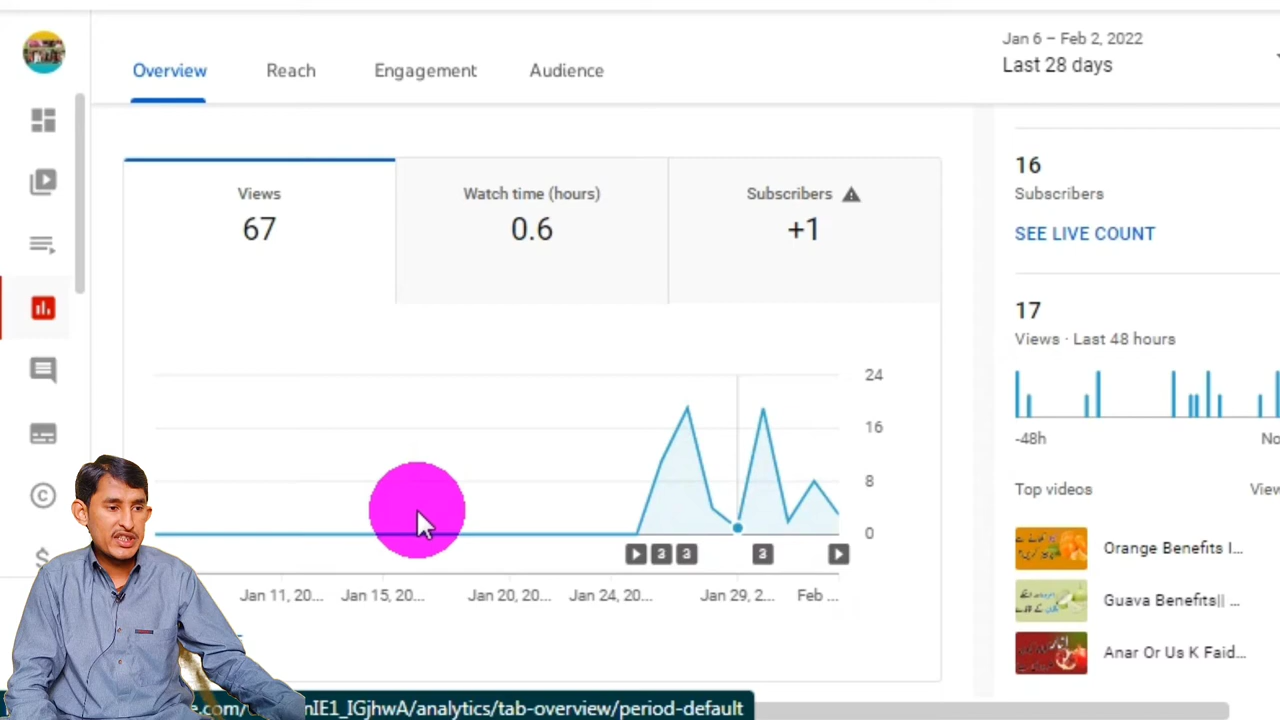 Overview
Reach
Engagement
Audience
Jan 6 – Feb 2, 2022
Last 28 days
Views
67
Watch time (hours)
0.6
Subscribers
+1
24
16
8
0
3
3
3
Jan 11, 20...
Jan 15, 20...
Jan 20, 20...
Jan 24, 20...
Jan 29, 2...
Feb ...
16
Subscribers
SEE LIVE COUNT
17
Views · Last 48 hours
-48h
Top videos
Orange Benefits I...
Guava Benefits|| ...
Anar Or Us K Faid...
nIE1_IGjhwA/analytics/tab-overview/period-default